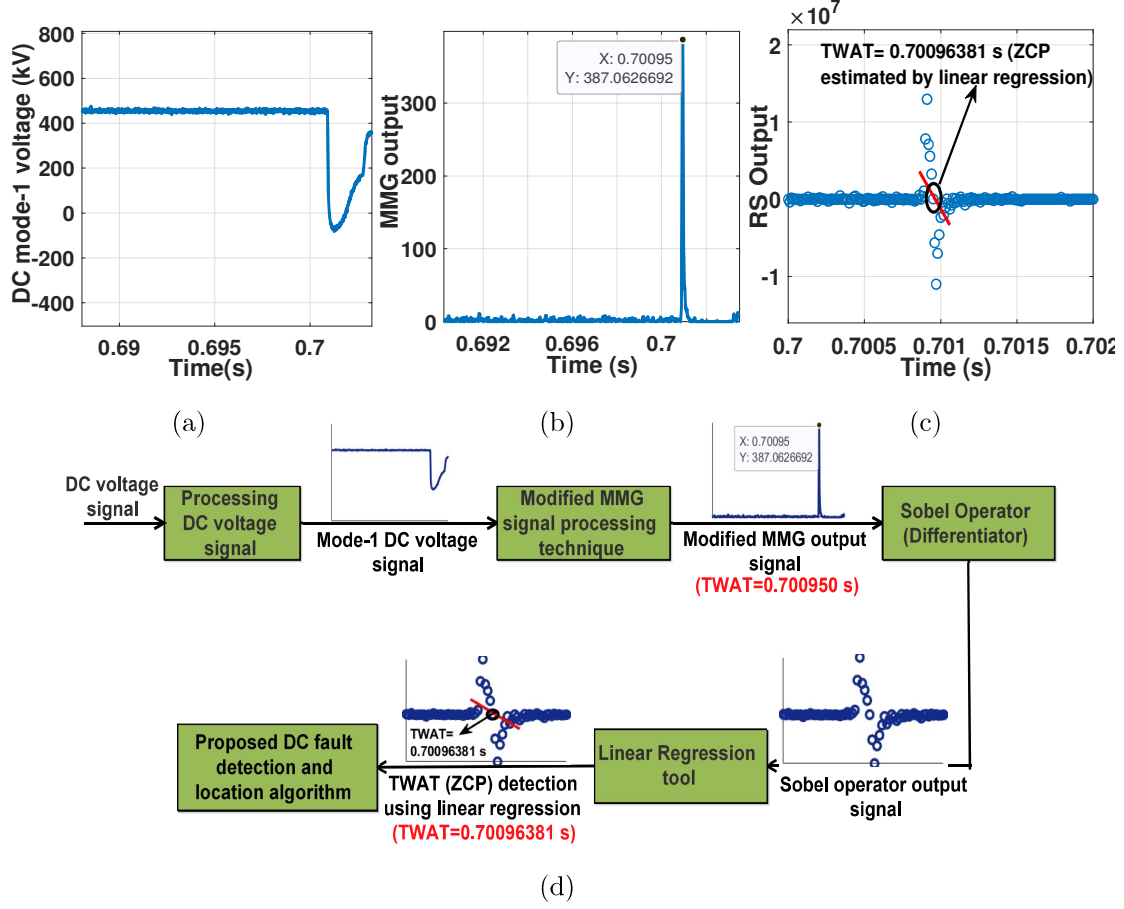 800
600
400
200
0
-200
-400
DC mode-1 voltage (kV)
0.69
0.695
0.7
Time(s)
(a)
300
200
100
0
MMG output
X: 0.70095
Y: 387.0626692
0.692
0.696
0.7
Time (s)
(b)
×10⁷
2
1
0
-1
RS Output
TWAT= 0.70096381 s (ZCP
estimated by linear regression)
0.7
0.7005
0.701
0.7015
0.702
Time (s)
(c)
DC voltage
signal
Processing
DC voltage
signal
Mode-1 DC voltage
signal
Modified MMG
signal processing
technique
X: 0.70095
Y: 387.0626692
Modified MMG output
signal
(TWAT=0.700950 s)
Sobel Operator
(Differentiator)
Sobel operator output
signal
Linear Regression
tool
TWAT=
0.70096381 s
TWAT (ZCP) detection
using linear regression
(TWAT=0.70096381 s)
Proposed DC fault
detection and
location algorithm
(d)